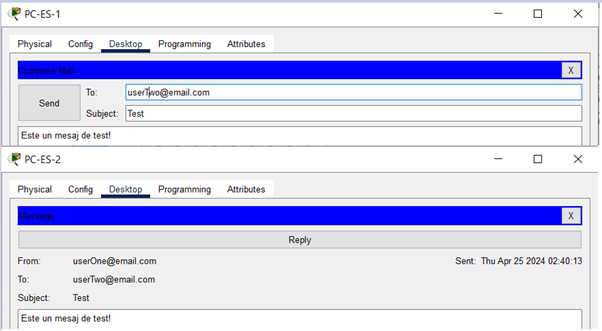 PC-ES-1
Physical Config Desktop Programming Attributes
Compose Mail X
Send To: userTwo@email.com
Subject: Test
Este un mesaj de test!
PC-ES-2
Physical Config Desktop Programming Attributes
Message X
Reply
From: userOne@email.com Sent: Thu Apr 25 2024 02:40:13
To: userTwo@email.com
Subject: Test
Este un mesaj de test!